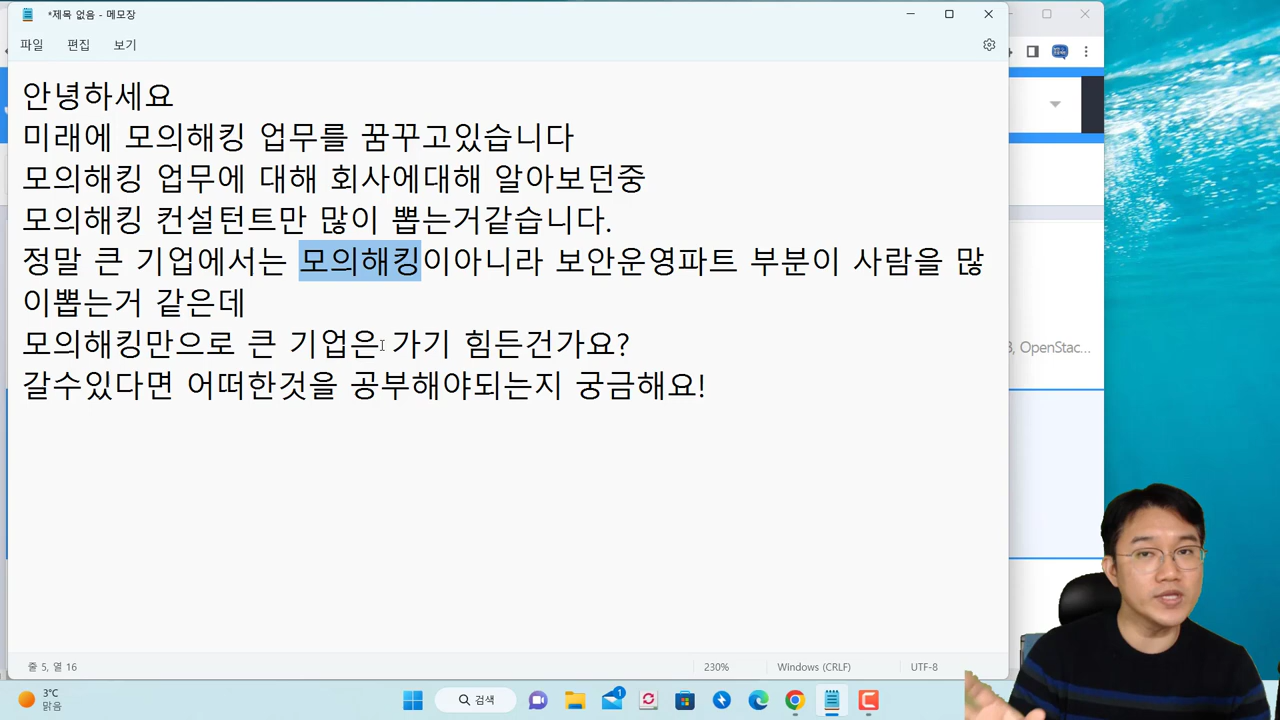 *제목 없음 - 메모장
파일 편집 보기
안녕하세요
미래에 모의해킹 업무를 꿈꾸고있습니다
모의해킹 업무에 대해 회사에대해 알아보던중
모의해킹 컨설턴트만 많이 뽑는거같습니다.
정말 큰 기업에서는 모의해킹이아니라 보안운영파트 부분이 사람을 많
이뽑는거 같은데
모의해킹만으로 큰 기업은 가기 힘든건가요?
갈수있다면 어떠한것을 공부해야되는지 궁금해요!
, OpenStac...
줄 5, 열 16 230% Windows (CRLF) UTF-8
3°C
맑음
검색
1